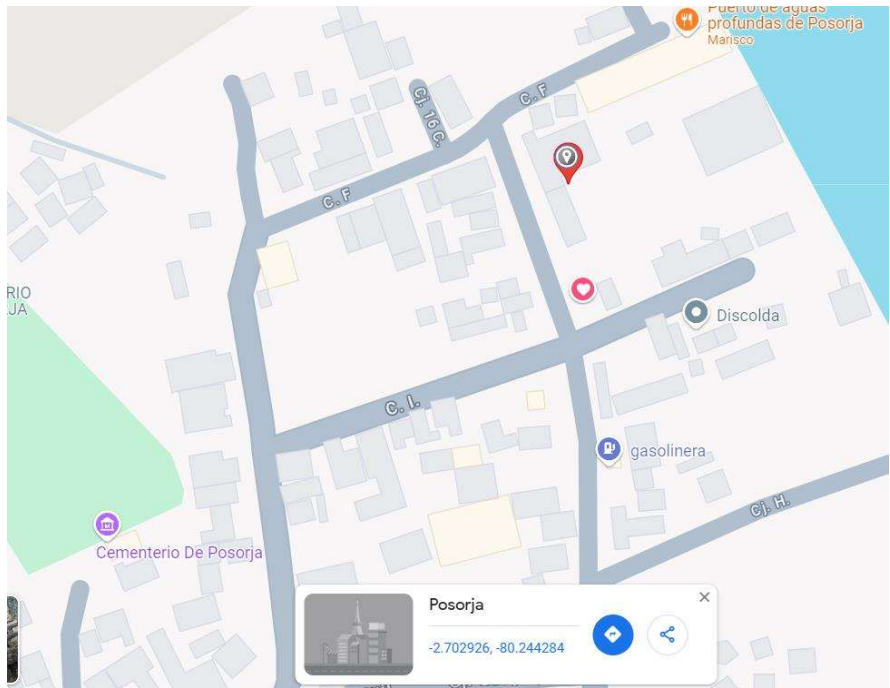 Puerto de aguas
profundas de Posorja
Marisco
C. F
Cj. 16 C.
C. F
RIO
JA
Discolda
C. I.
gasolinera
Cj. H.
Cementerio De Posorja
Posorja
-2.702926, -80.244284